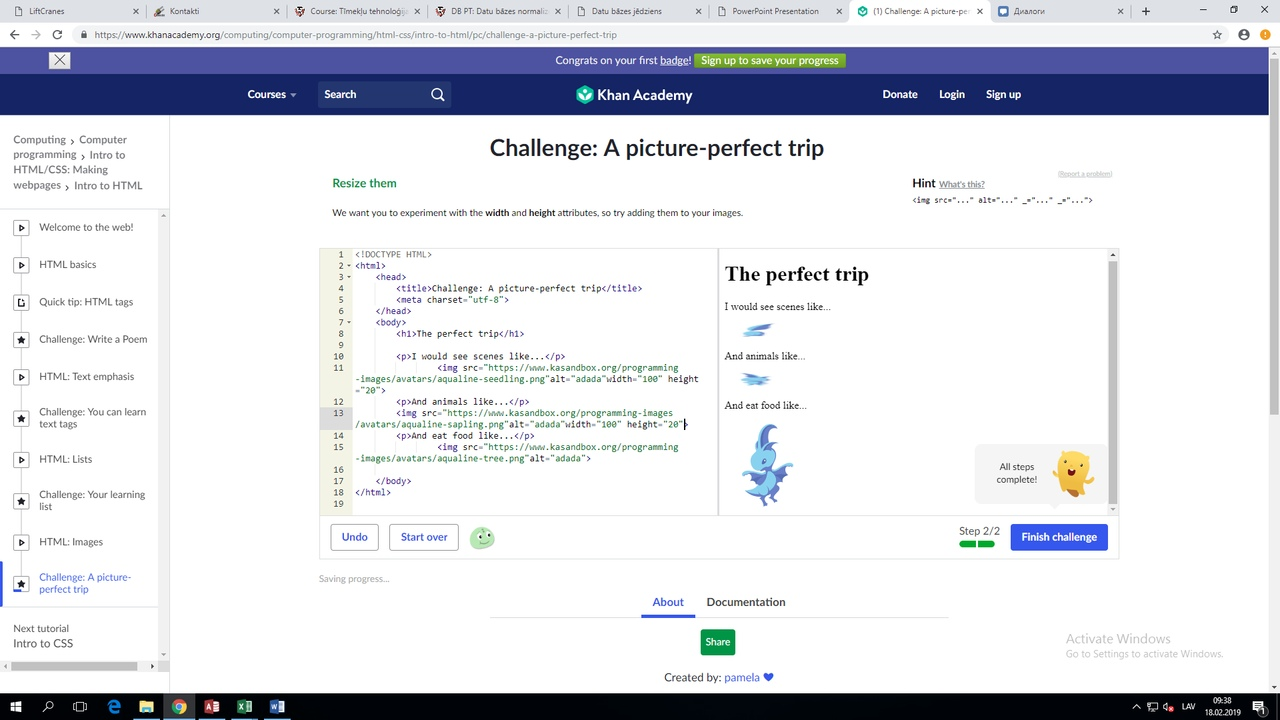 LiftCranes
Kontakti
Course: Tīmekļu tehnoloģij
DB PT: Datu bāzes normaliz
Datu bāzes jēdziens
PowerPoint Presentation
(1) Challenge: A picture-per
Диалоги
https://www.khanacademy.org/computing/computer-programming/html-css/intro-to-html/pc/challenge-a-picture-perfect-trip
Congrats on your first badge! Sign up to save your progress
Courses
Search
Khan Academy
Donate
Login
Sign up
Computing > Computer
programming > Intro to
HTML/CSS: Making
webpages > Intro to HTML
Welcome to the web!
HTML basics
Quick tip: HTML tags
Challenge: Write a Poem
HTML: Text emphasis
Challenge: You can learn
text tags
HTML: Lists
Challenge: Your learning
list
HTML: Images
Challenge: A picture-
perfect trip
Next tutorial
Intro to CSS
Challenge: A picture-perfect trip
Resize them
We want you to experiment with the width and height attributes, so try adding them to your images.
(Report a problem)
Hint What's this?
<img src="..." alt="..." _="..." _="...">
1 <!DOCTYPE HTML>
2 <html>
3 <head>
4 <title>Challenge: A picture-perfect trip</title>
5 <meta charset="utf-8">
6 </head>
7 <body>
8 <h1>The perfect trip</h1>
9
10 <p>I would see scenes like...</p>
11 <img src="https://www.kasandbox.org/programming
-images/avatars/aqualine-seedling.png"alt="adada"width="100" height
="20">
12 <p>And animals like...</p>
13 <img src="https://www.kasandbox.org/programming-images
/avatars/aqualine-sapling.png"alt="adada"width="100" height="20">
14 <p>And eat food like...</p>
15 <img src="https://www.kasandbox.org/programming
-images/avatars/aqualine-tree.png"alt="adada">
16
17 </body>
18 </html>
19
The perfect trip
I would see scenes like...
And animals like...
And eat food like...
All steps
complete!
Undo
Start over
Step 2/2
Finish challenge
Saving progress...
About
Documentation
Share
Created by: pamela
Activate Windows
Go to Settings to activate Windows.
LAV
09:38
18.02.2019
1